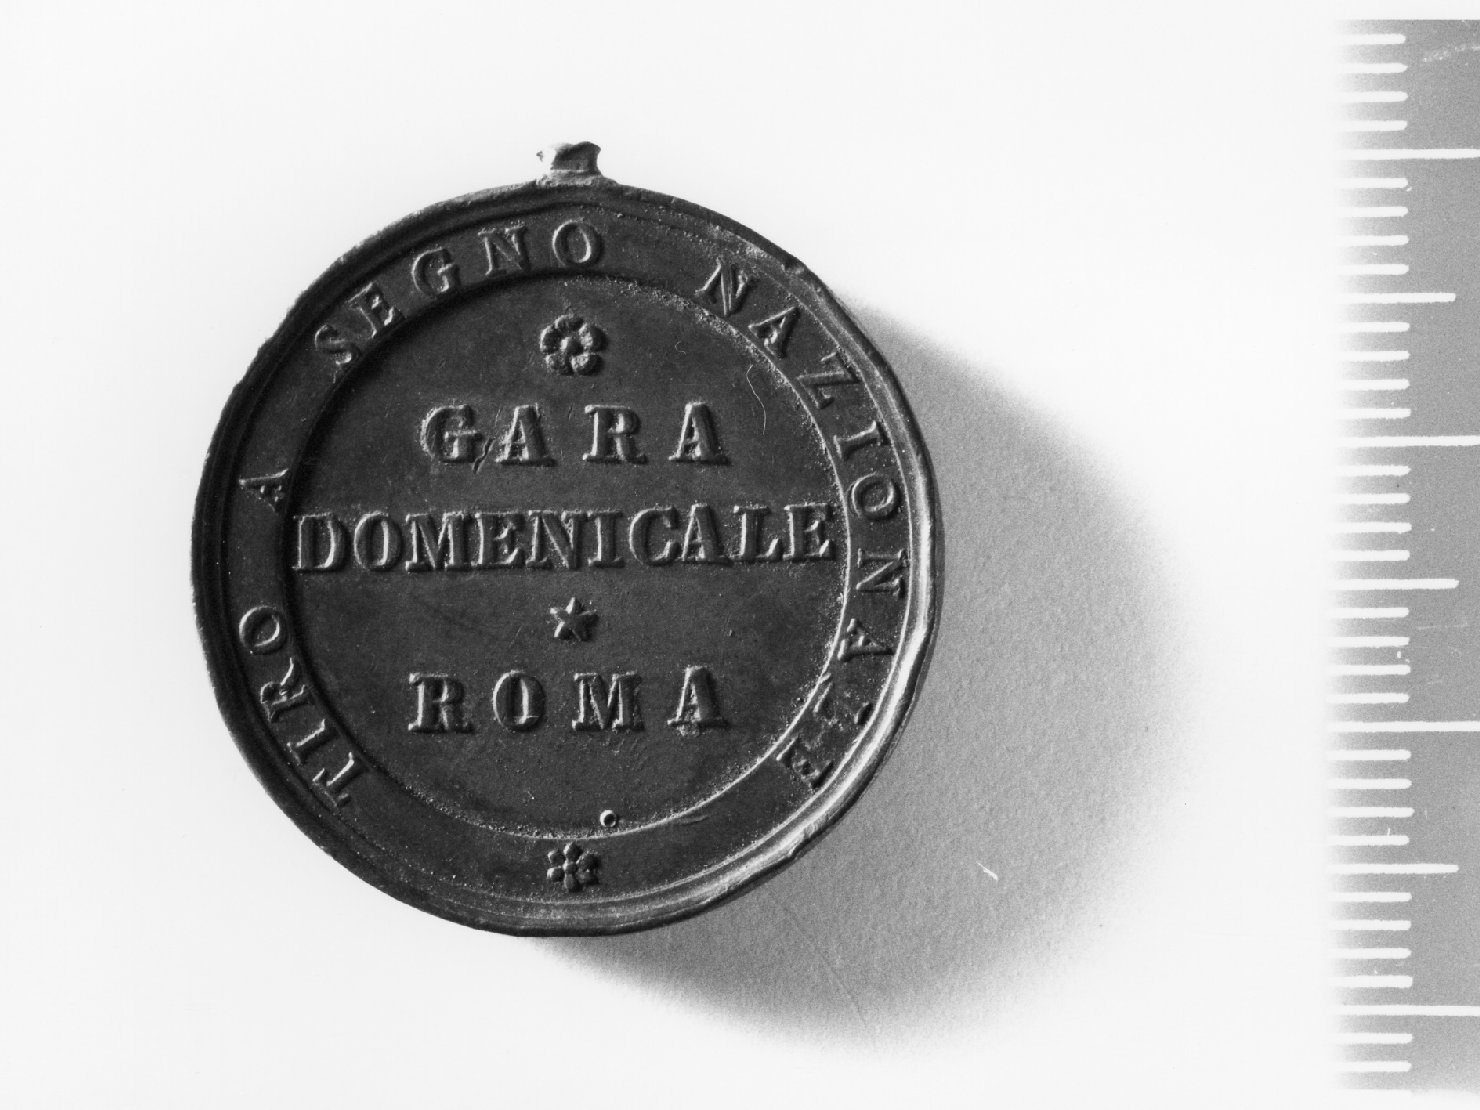 TIRO A SEGNO NAZIONALE
GARA
DOMENICALE
ROMA